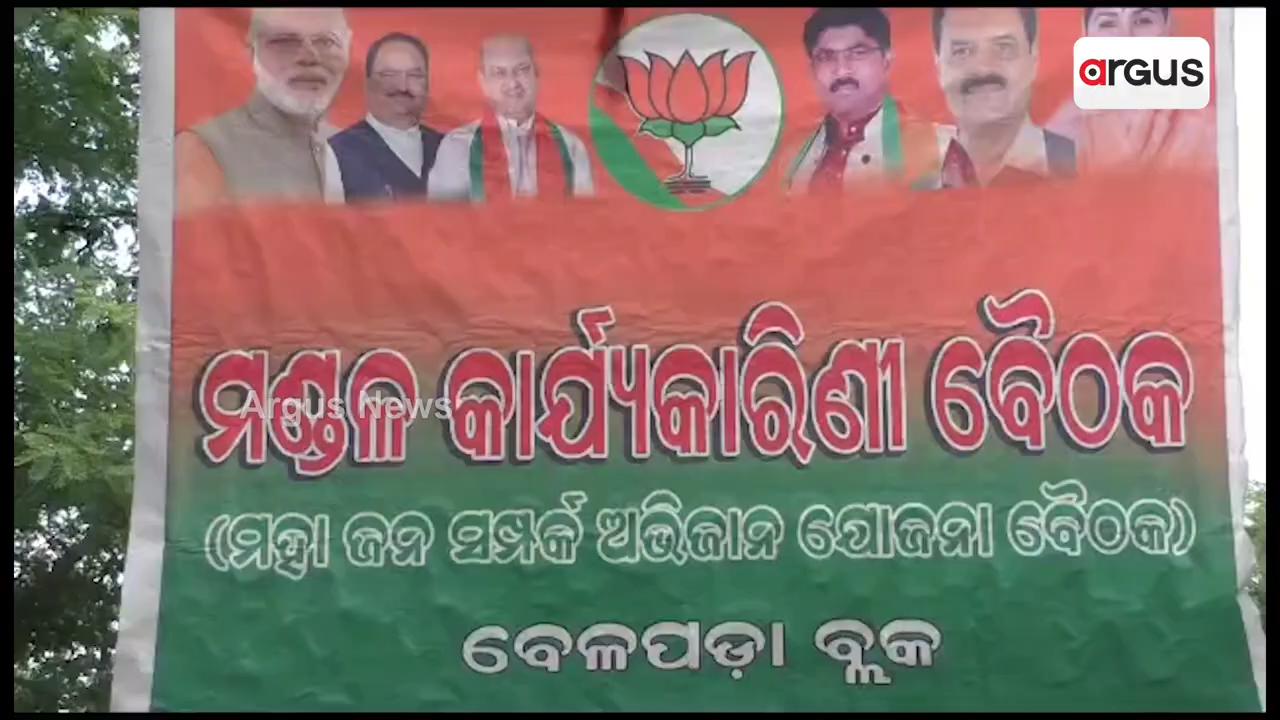 argus
ମଣ୍ଡଳ କାର୍ଯ୍ୟକାରିଣୀ ବୈଠକ
Argus News
(ମହା ଜନ ସମ୍ପର୍କ ଅଭିଜାନ ଯୋଜନା ବୈଠକ)
ବେଲପଡ଼ା ବ୍ଲକ